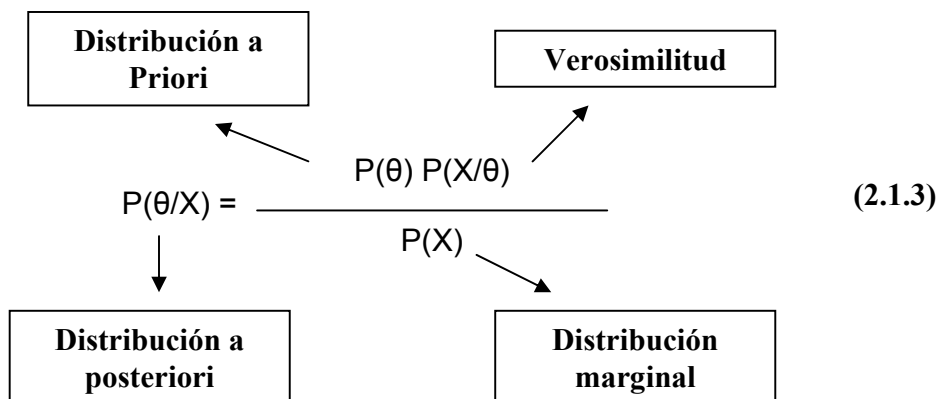 Distribución a
Priori
Verosimilitud
P(θ) P(X/θ)
P(θ/X) =
(2.1.3)
P(X)
Distribución a
posteriori
Distribución
marginal